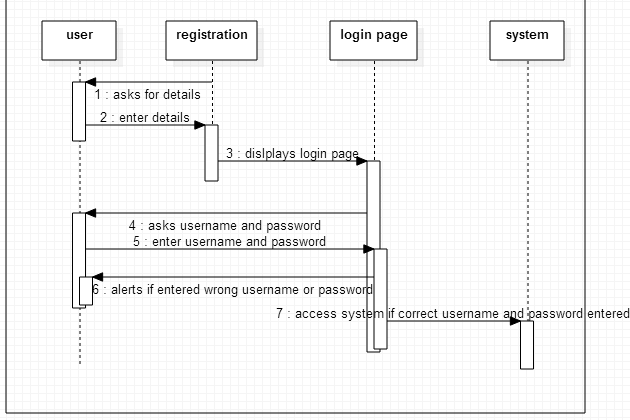 user
registration
login page
system
1 : asks for details
2 : enter details
3 : dislplays login page
4 : asks username and password
5 : enter username and password
6 : alerts if entered wrong username or password
7 : access system if correct username and password entered